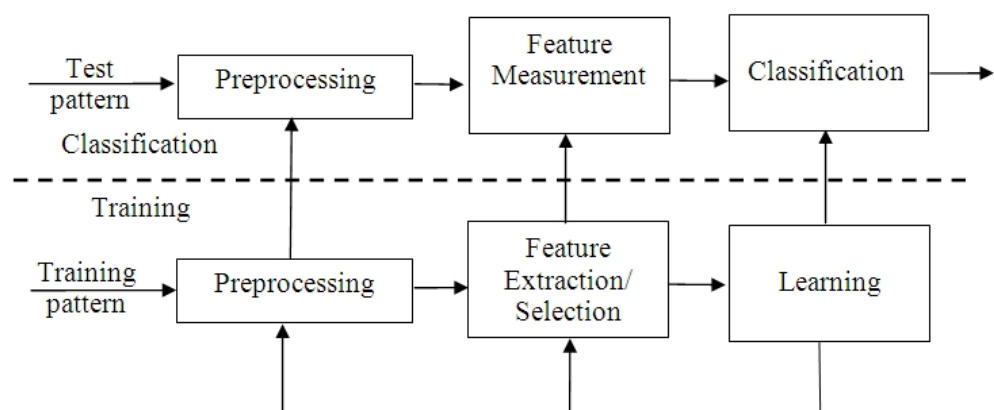 Test
pattern
Preprocessing
Feature
Measurement
Classification
Classification
Training
Training
pattern
Preprocessing
Feature
Extraction/
Selection
Learning